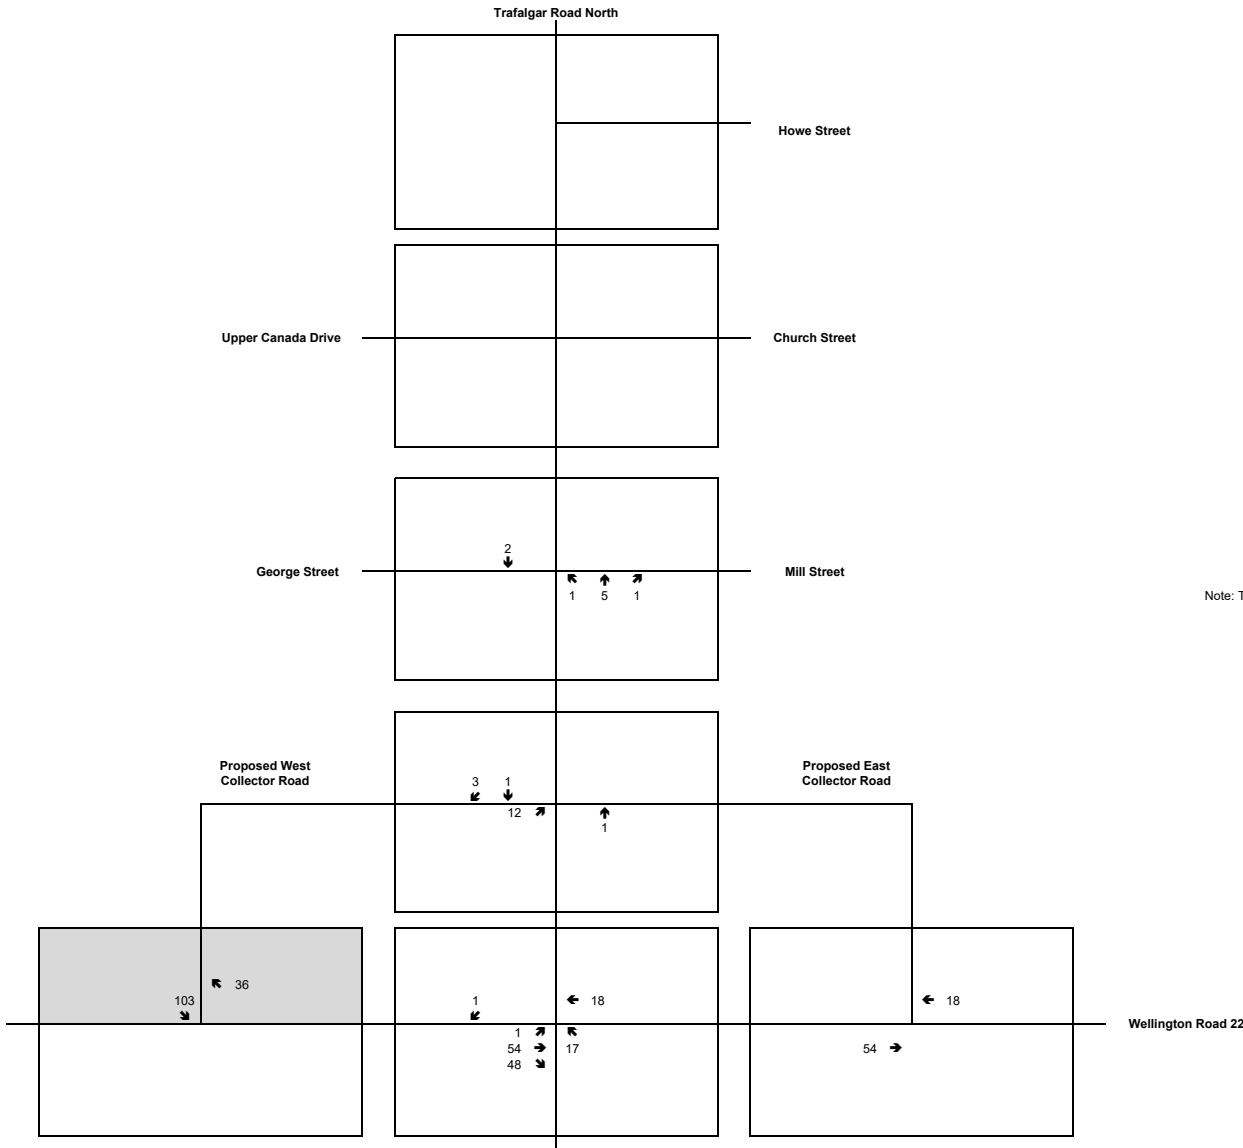 Trafalgar Road North
Howe Street
Upper Canada Drive
Church Street
2
George Street
Mill Street
1 5 1
Note: T
Proposed West
Collector Road
Proposed East
Collector Road
3 1
12
1
36
103
1
18
18
Wellington Road 22
1
54
17
54
48